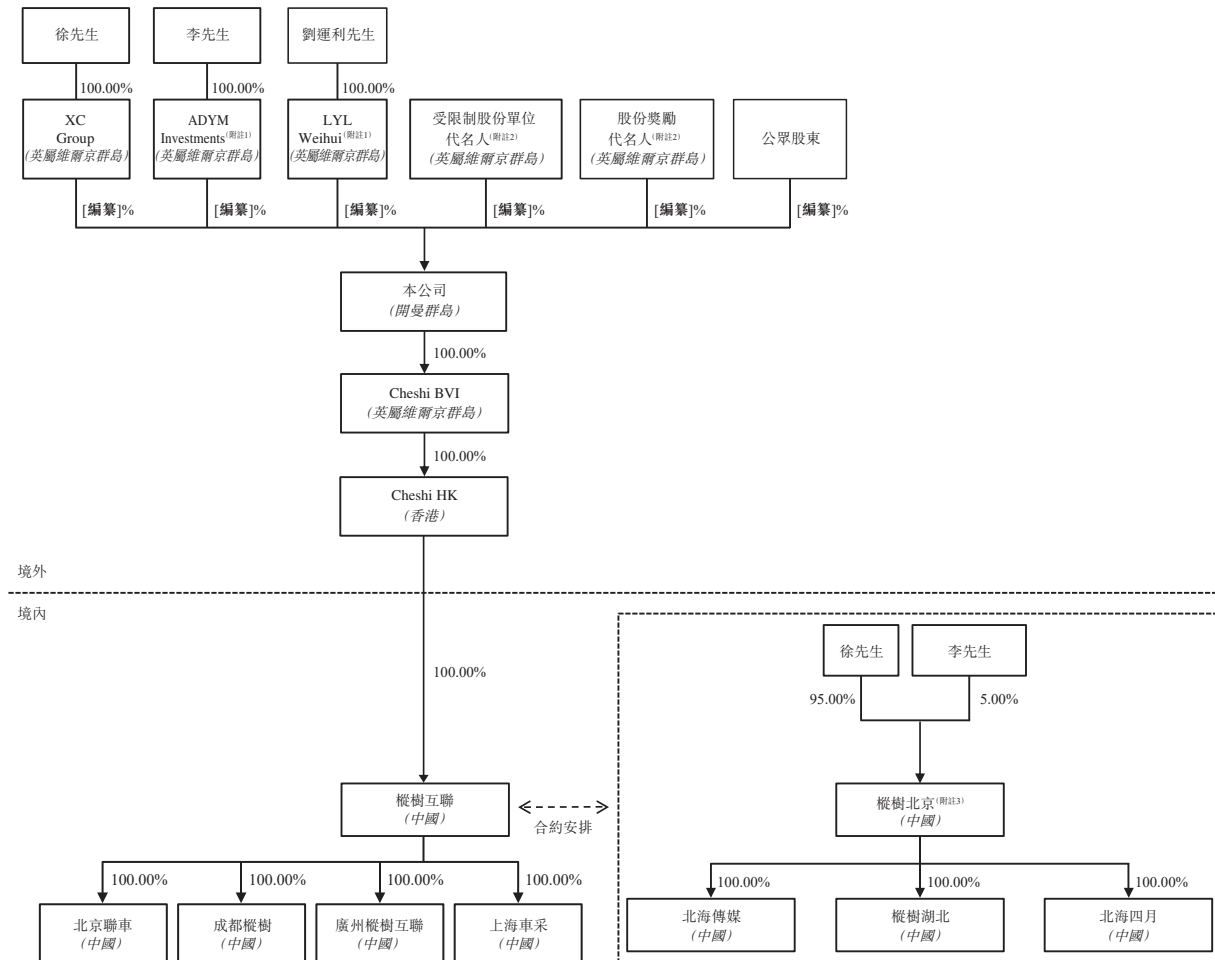 徐先生
李先生
劉運利先生
100.00%
100.00%
100.00%
XC
Group
(英屬維爾京群島)
ADYM
Investments(附註1)
(英屬維爾京群島)
LYL
Weihui(附註1)
(英屬維爾京群島)
受限制股份單位
代名人(附註2)
(英屬維爾京群島)
股份獎勵
代名人(附註2)
(英屬維爾京群島)
公眾股東
[編纂]%
[編纂]%
[編纂]%
[編纂]%
[編纂]%
[編纂]%
本公司
(開曼群島)
100.00%
Cheshi BVI
(英屬維爾京群島)
100.00%
Cheshi HK
(香港)
境外
境內
100.00%
徐先生
李先生
95.00%
5.00%
樅樹互聯
(中國)
合約安排
樅樹北京(附註3)
(中國)
100.00%
100.00%
100.00%
100.00%
100.00%
100.00%
100.00%
北京聯車
(中國)
成都樅樹
(中國)
廣州樅樹互聯
(中國)
上海車采
(中國)
北海傳媒
(中國)
樅樹湖北
(中國)
北海四月
(中國)